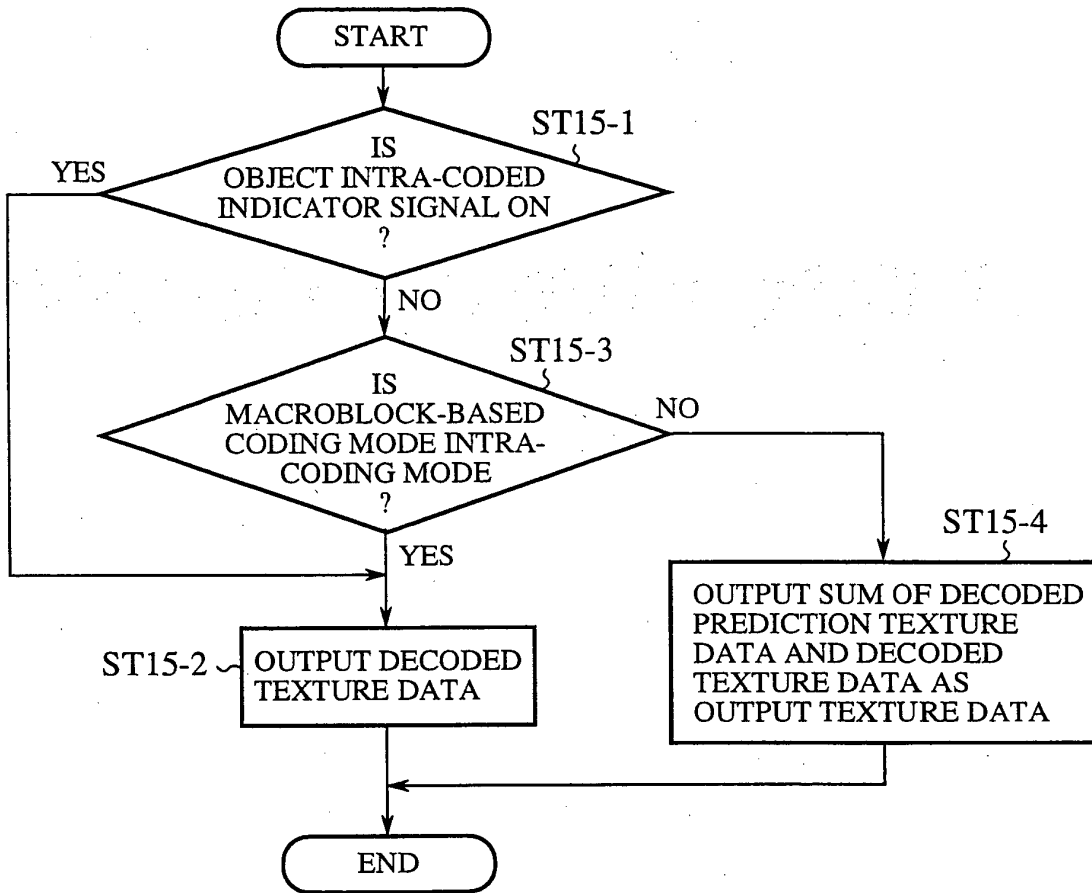 START
ST15-1
IS
OBJECT INTRA-CODED
INDICATOR SIGNAL ON
?
YES
NO
ST15-3
IS
MACROBLOCK-BASED
CODING MODE INTRA-
CODING MODE
?
NO
YES
ST15-4
OUTPUT SUM OF DECODED
PREDICTION TEXTURE
DATA AND DECODED
TEXTURE DATA AS
OUTPUT TEXTURE DATA
ST15-2
OUTPUT DECODED
TEXTURE DATA
END